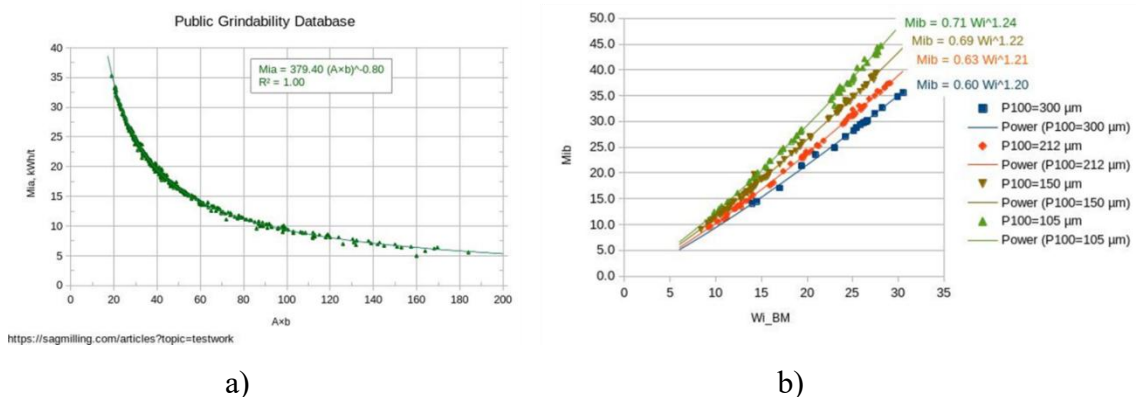 Public Grindability Database
Mia, kWh/t
40
35
30
25
20
15
10
5
0
Mia = 379.40 (A×b)^-0.80
R² = 1.00
0 20 40 60 80 100 120 140 160 180 200
A×b
https://sagmilling.com/articles?topic=testwork
a)
Mib
50.0
45.0
40.0
35.0
30.0
25.0
20.0
15.0
10.0
5.0
0.0
Mib = 0.71 Wi^1.24
Mib = 0.69 Wi^1.22
Mib = 0.63 Wi^1.21
Mib = 0.60 Wi^1.20
P100=300 µm
Power (P100=300 µm)
P100=212 µm
Power (P100=212 µm)
P100=150 µm
Power (P100=150 µm)
P100=105 µm
Power (P100=105 µm)
0 5 10 15 20 25 30 35
Wi_BM
b)